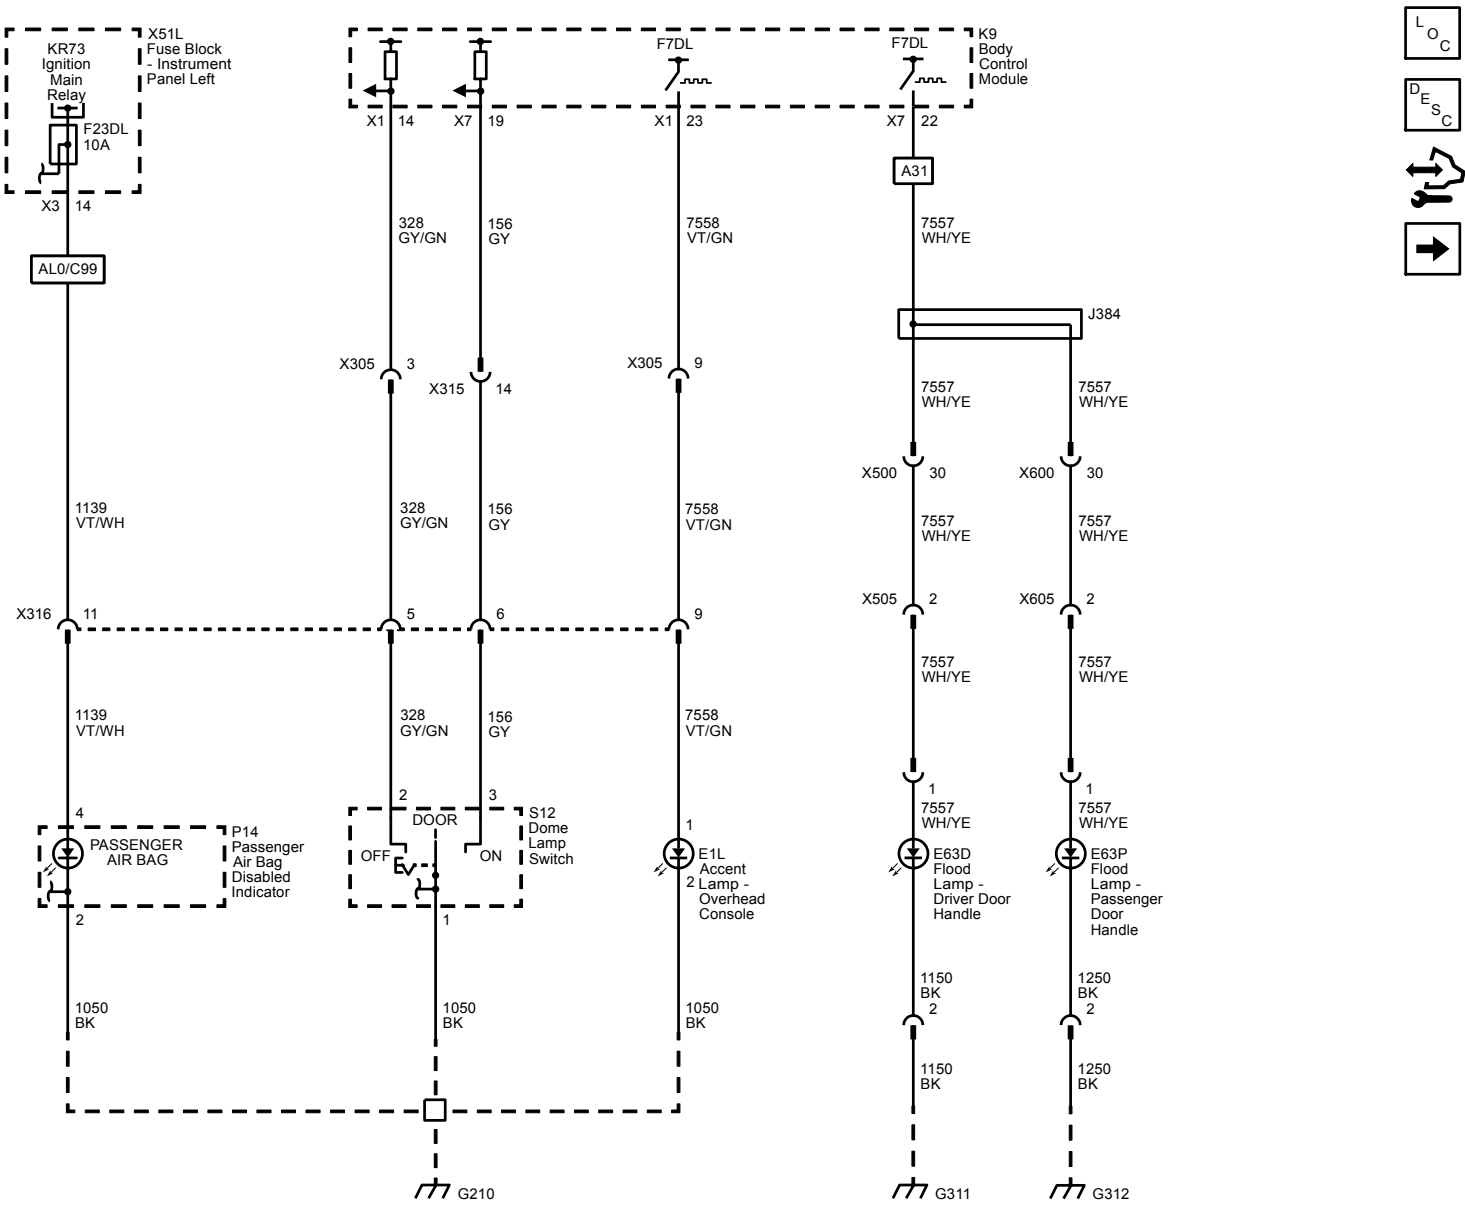 X51L
Fuse Block
- Instrument
Panel Left
KR73
Ignition
Main
Relay
F23DL
10A
X3 14
AL0/C99
1139
VT/WH
X316 11
1139
VT/WH
4
PASSENGER
AIR BAG
P14
Passenger
Air Bag
Disabled
Indicator
2
1050
BK
K9
Body
Control
Module
F7DL
F7DL
X1 14
X7 19
X1 23
X7 22
A31
328
GY/GN
156
GY
7558
VT/GN
7557
WH/YE
J384
X305 3
X315 14
X305 9
7557
WH/YE
7557
WH/YE
X500 30
X600 30
328
GY/GN
156
GY
7558
VT/GN
7557
WH/YE
7557
WH/YE
5
6
9
X505 2
X605 2
328
GY/GN
156
GY
7558
VT/GN
7557
WH/YE
7557
WH/YE
2
3
DOOR
OFF
ON
S12
Dome
Lamp
Switch
1
1050
BK
1
E1L
Accent
Lamp -
Overhead
Console
2
1050
BK
1
7557
WH/YE
E63D
Flood
Lamp -
Driver Door
Handle
1150
BK
2
1150
BK
1
7557
WH/YE
E63P
Flood
Lamp -
Passenger
Door
Handle
1250
BK
2
1250
BK
G210
G311
G312
LOC
DESC